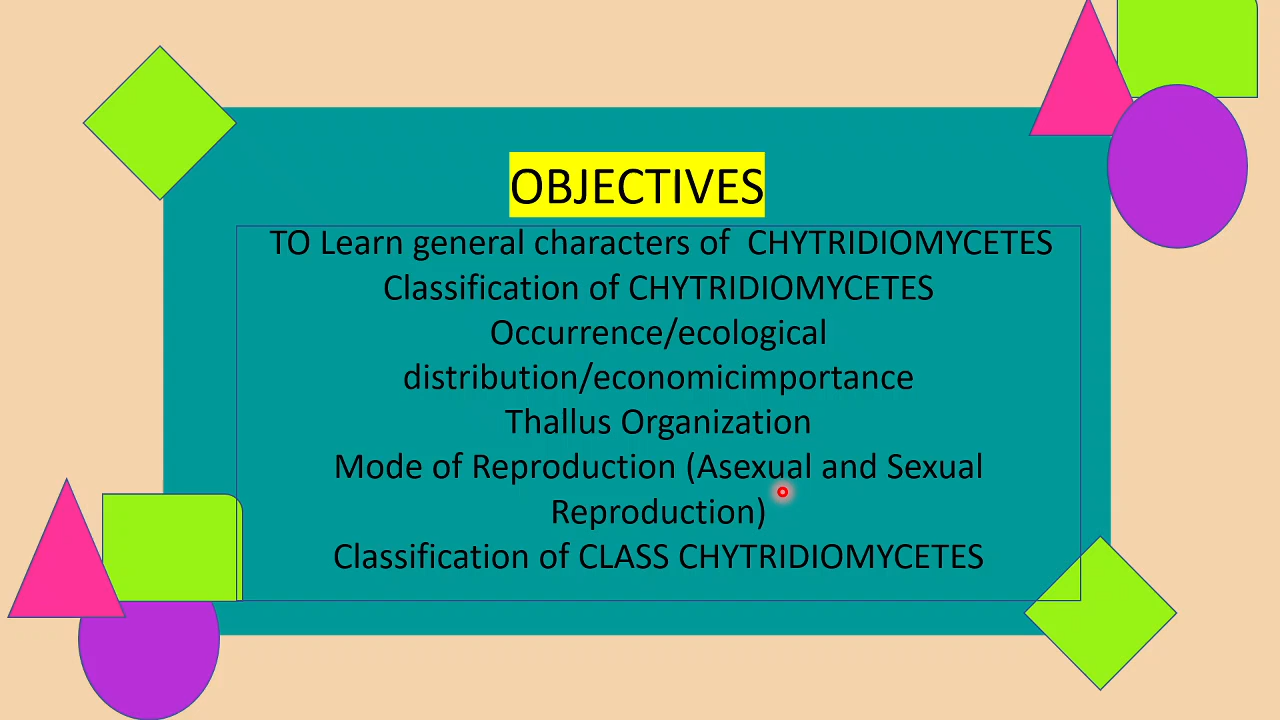 OBJECTIVES
TO Learn general characters of  CHYTRIDIOMYCETES
Classification of CHYTRIDIOMYCETES
Occurrence/ecological
distribution/economicimportance
Thallus Organization
Mode of Reproduction (Asexual and Sexual
Reproduction)
Classification of CLASS CHYTRIDIOMYCETES